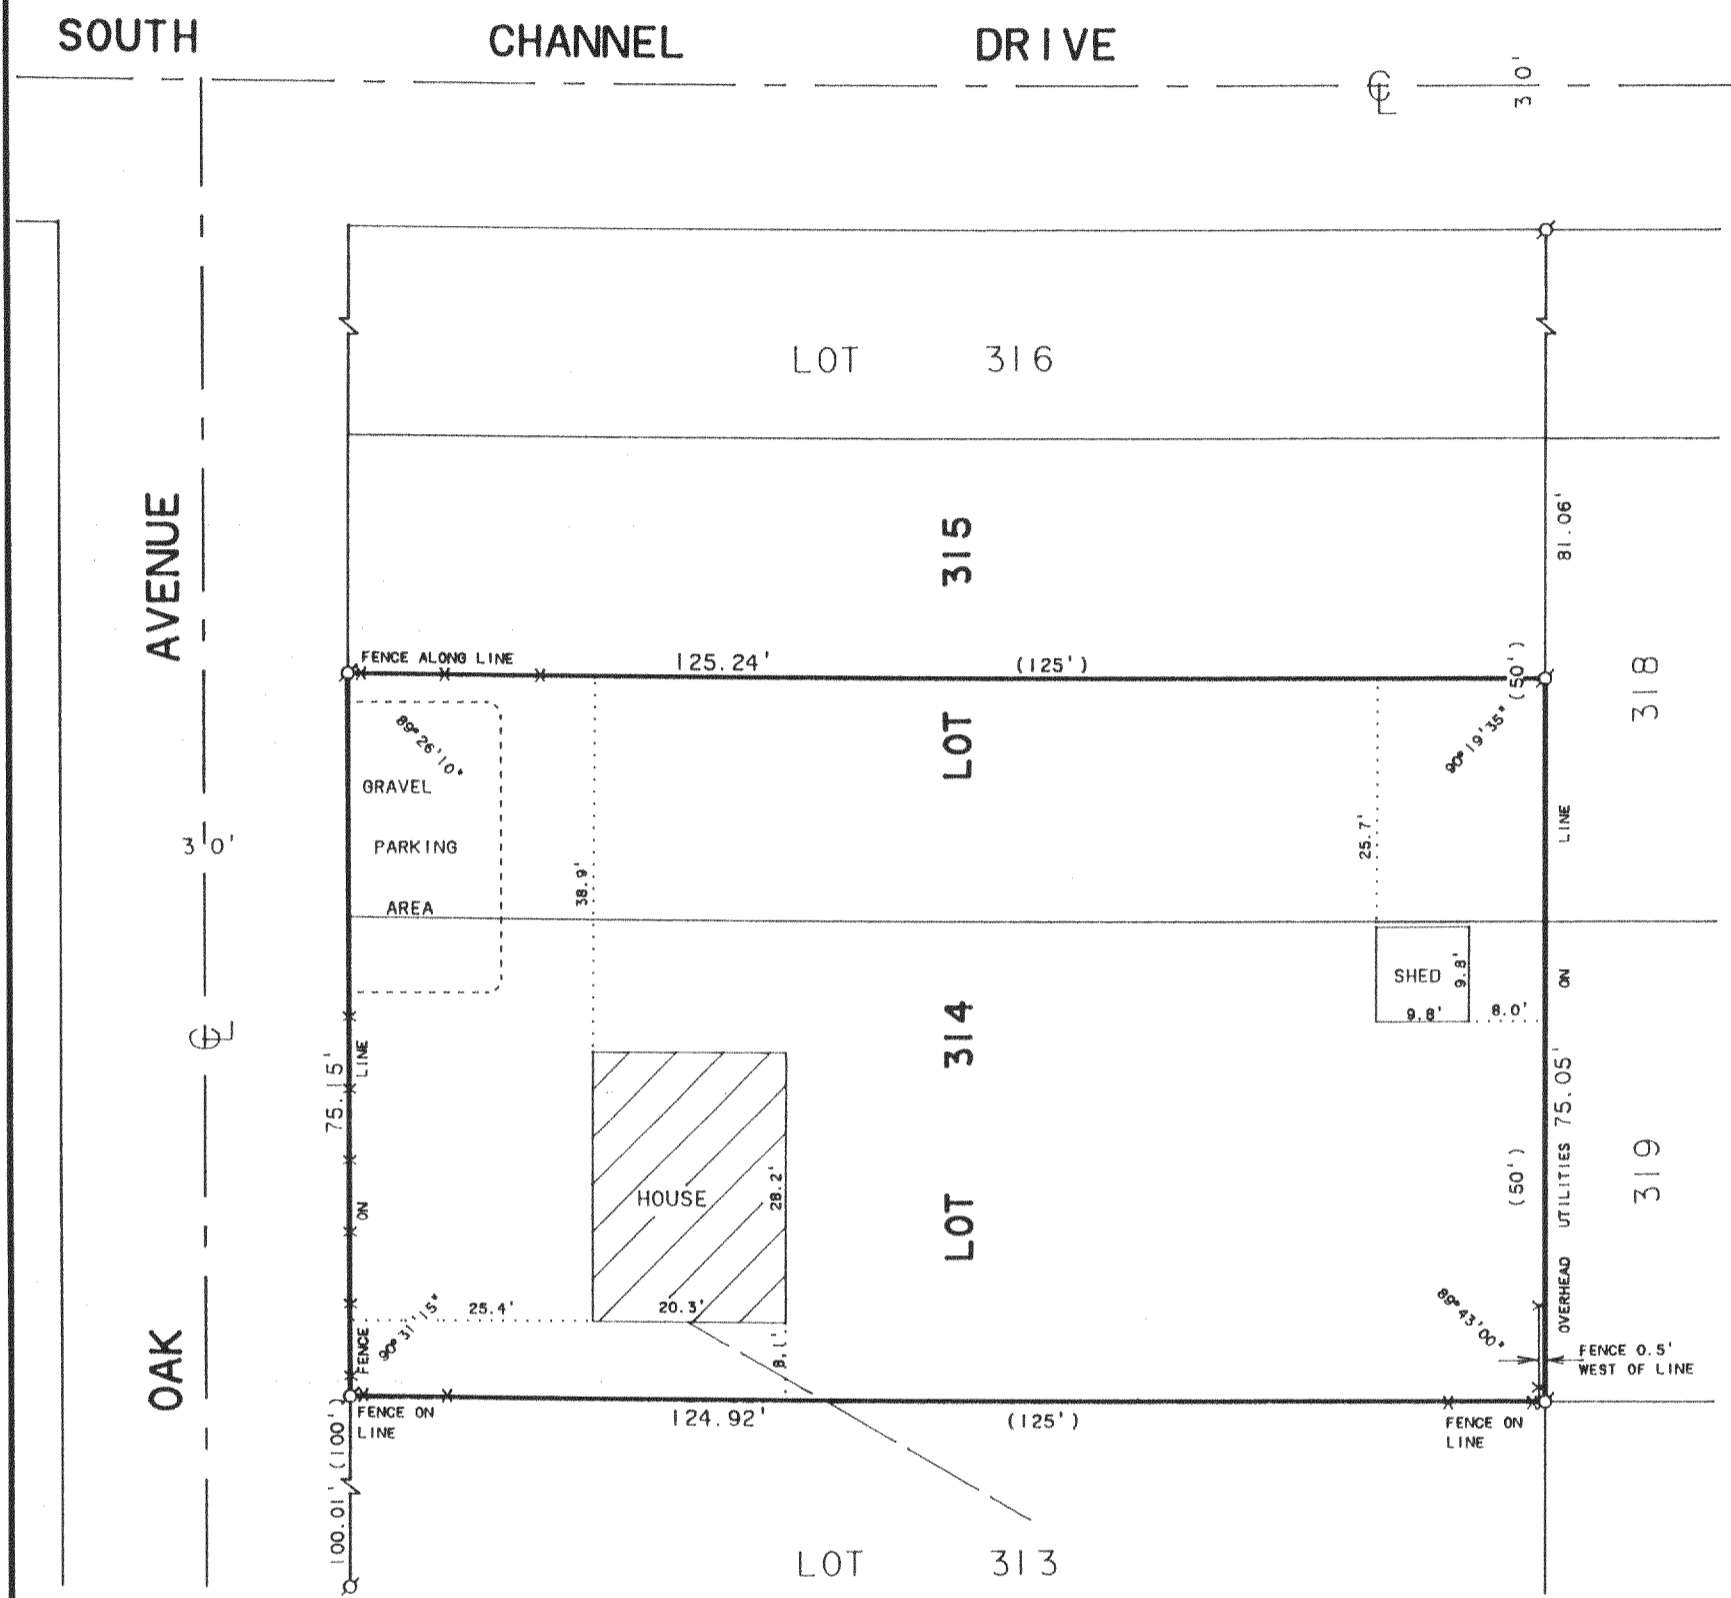 SOUTH CHANNEL DRIVE
℄
30'
LOT 316
AVENUE
LOT 315
81.06'
FENCE ALONG LINE
125.24'
(125')
(50')
318
89°26'10"
90°19'35"
GRAVEL
PARKING
AREA
30'
38.9'
25.7'
SHED
9.8'
9.8'
8.0'
℄
75.15'
FENCE ON LINE
HOUSE
28.2'
20.3'
25.4'
8.1'
90°31'15"
LOT 314
(50')
OVERHEAD UTILITIES ON LINE
75.05'
319
89°43'00"
FENCE 0.5'
WEST OF LINE
OAK
FENCE ON
LINE
124.92'
(125')
FENCE ON
LINE
100.01' (100')
LOT 313